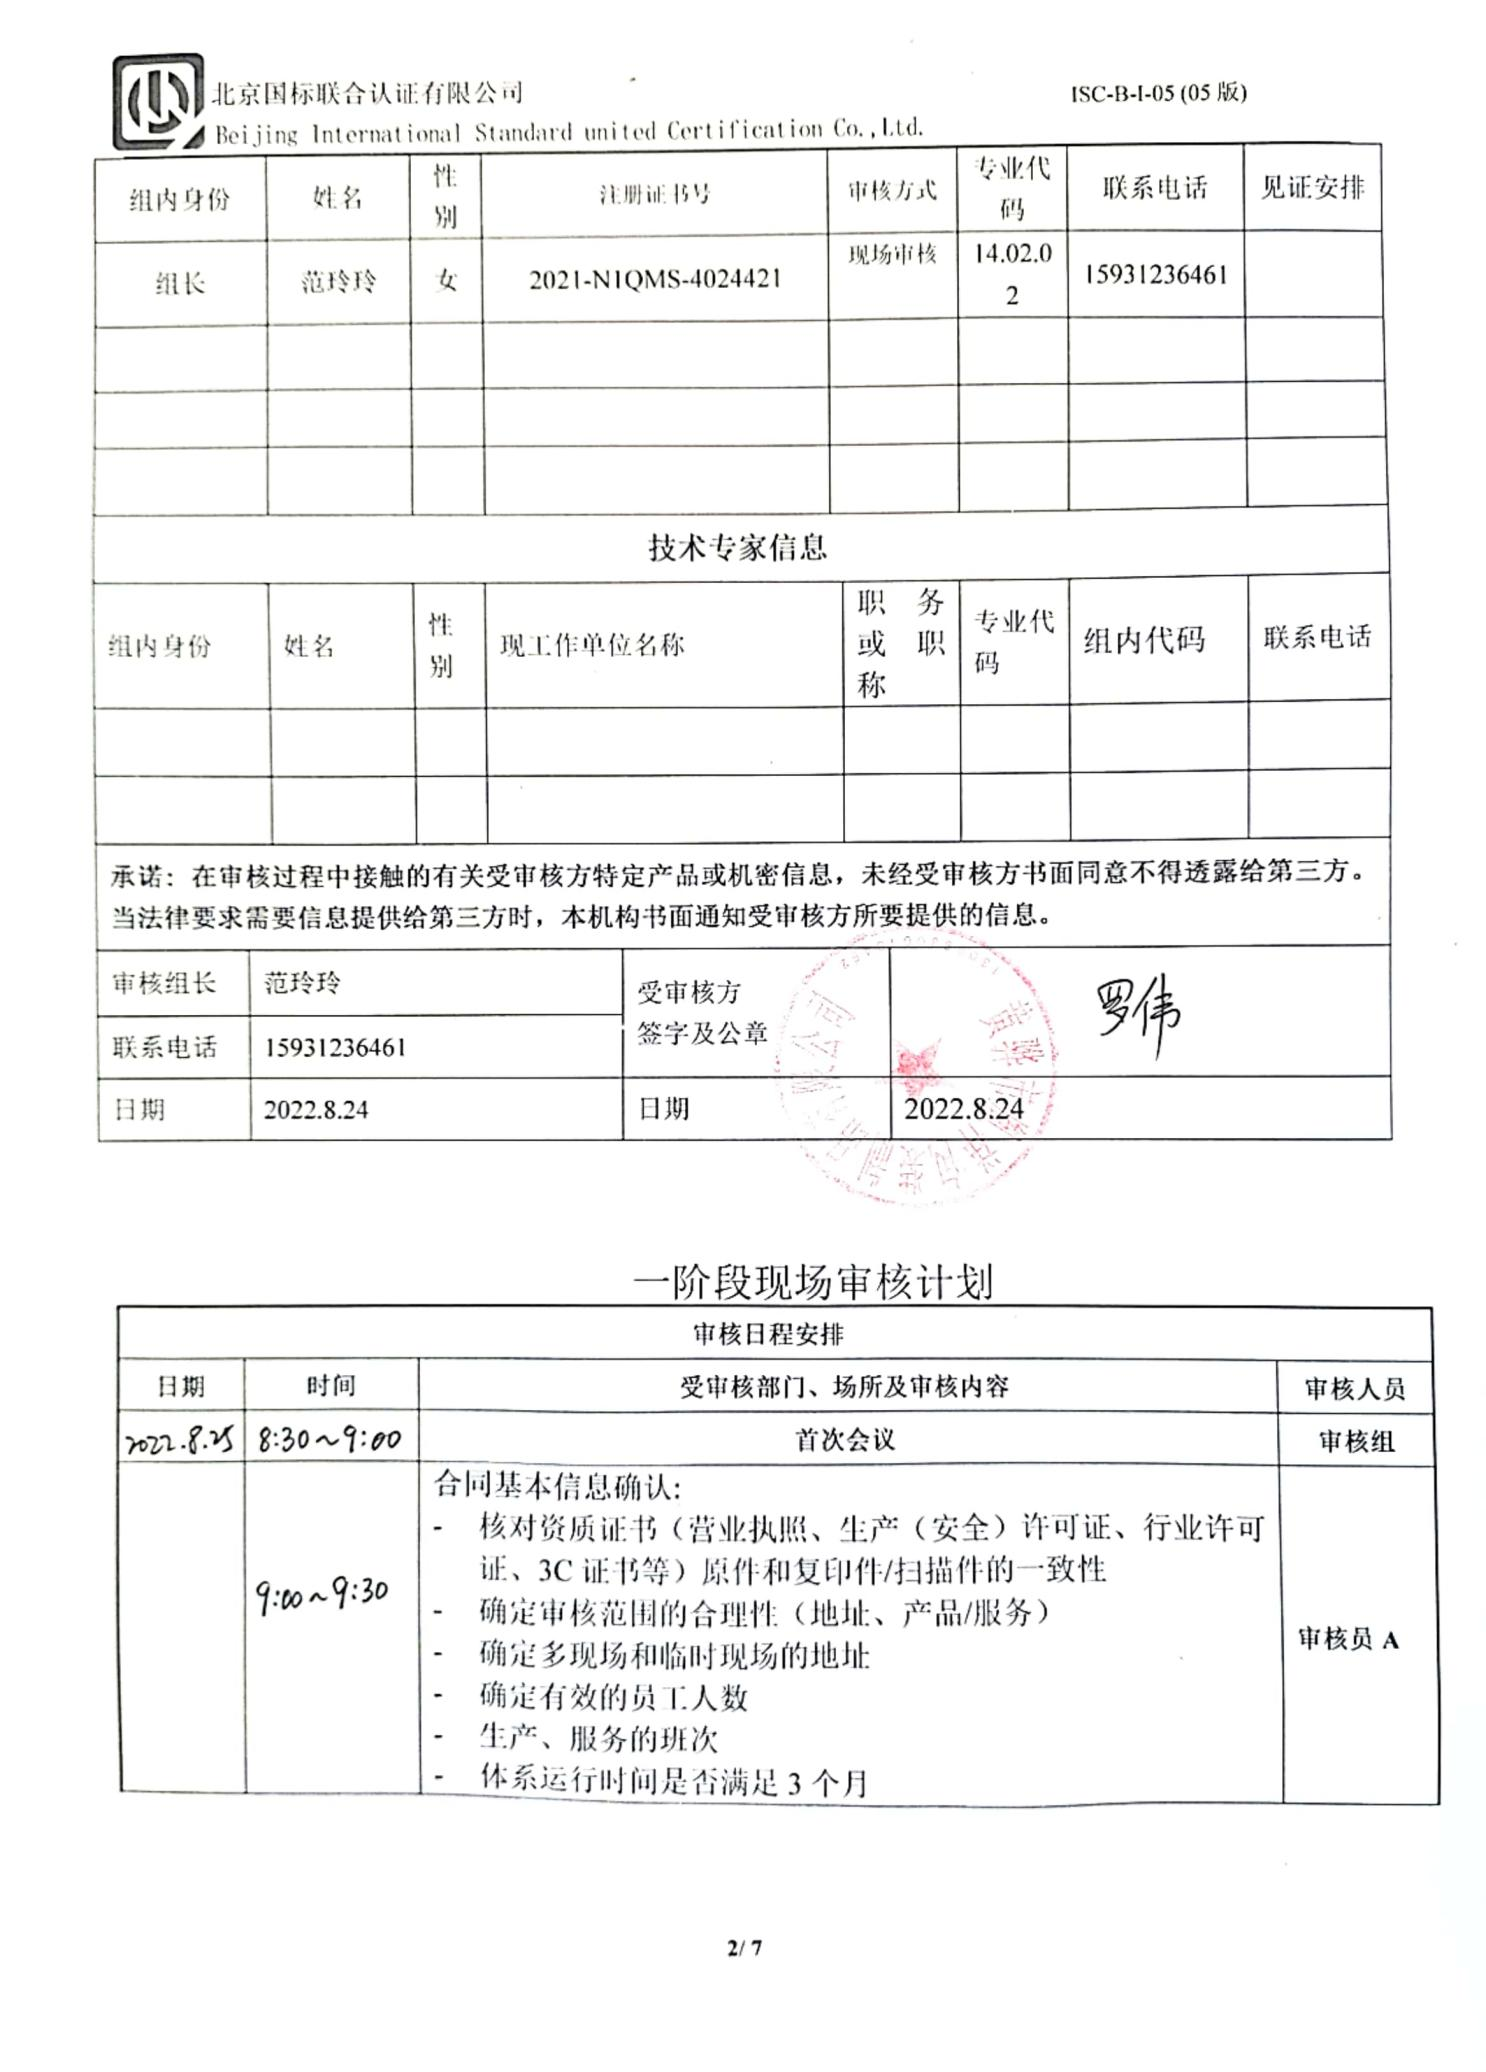 北京国标联合认证有限公司
ISC-B-I-05 (05 版)
Beijing International Standard united Certification Co.,Ltd.
组内身份 姓名 性别 注册证书号 审核方式 专业代码 联系电话 见证安排
组长 范玲玲 女 2021-N1QMS-4024421 现场审核 14.02.02 15931236461
技术专家信息
组内身份 姓名 性别 现工作单位名称 职务或职称 专业代码 组内代码 联系电话
承诺：在审核过程中接触的有关受审核方特定产品或机密信息，未经受审核方书面同意不得透露给第三方。
当法律要求需要信息提供给第三方时，本机构书面通知受审核方所要提供的信息。
审核组长 范玲玲 受审核方
签字及公章 罗伟
联系电话 15931236461
日期 2022.8.24 日期 2022.8.24
一阶段现场审核计划
审核日程安排
日期 时间 受审核部门、场所及审核内容 审核人员
2022.8.25 8:30~9:00 首次会议 审核组
9:00~9:30 合同基本信息确认:
- 核对资质证书（营业执照、生产（安全）许可证、行业许可
证、3C 证书等）原件和复印件/扫描件的一致性
- 确定审核范围的合理性（地址、产品/服务）
- 确定多现场和临时现场的地址
- 确定有效的员工人数
- 生产、服务的班次
- 体系运行时间是否满足 3 个月
审核员 A
2/ 7